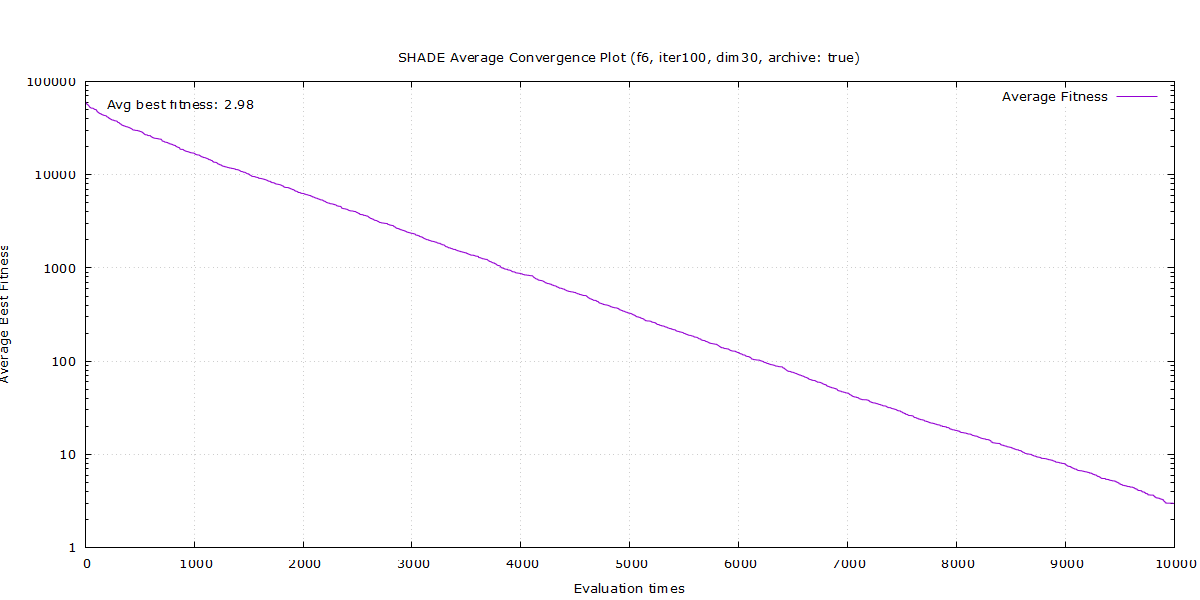 SHADE Average Convergence Plot (f6, iter100, dim30, archive: true)
100000
10000
1000
100
10
1
Average Best Fitness
Avg best fitness: 2.98
Average Fitness
0 1000 2000 3000 4000 5000 6000 7000 8000 9000 10000
Evaluation times